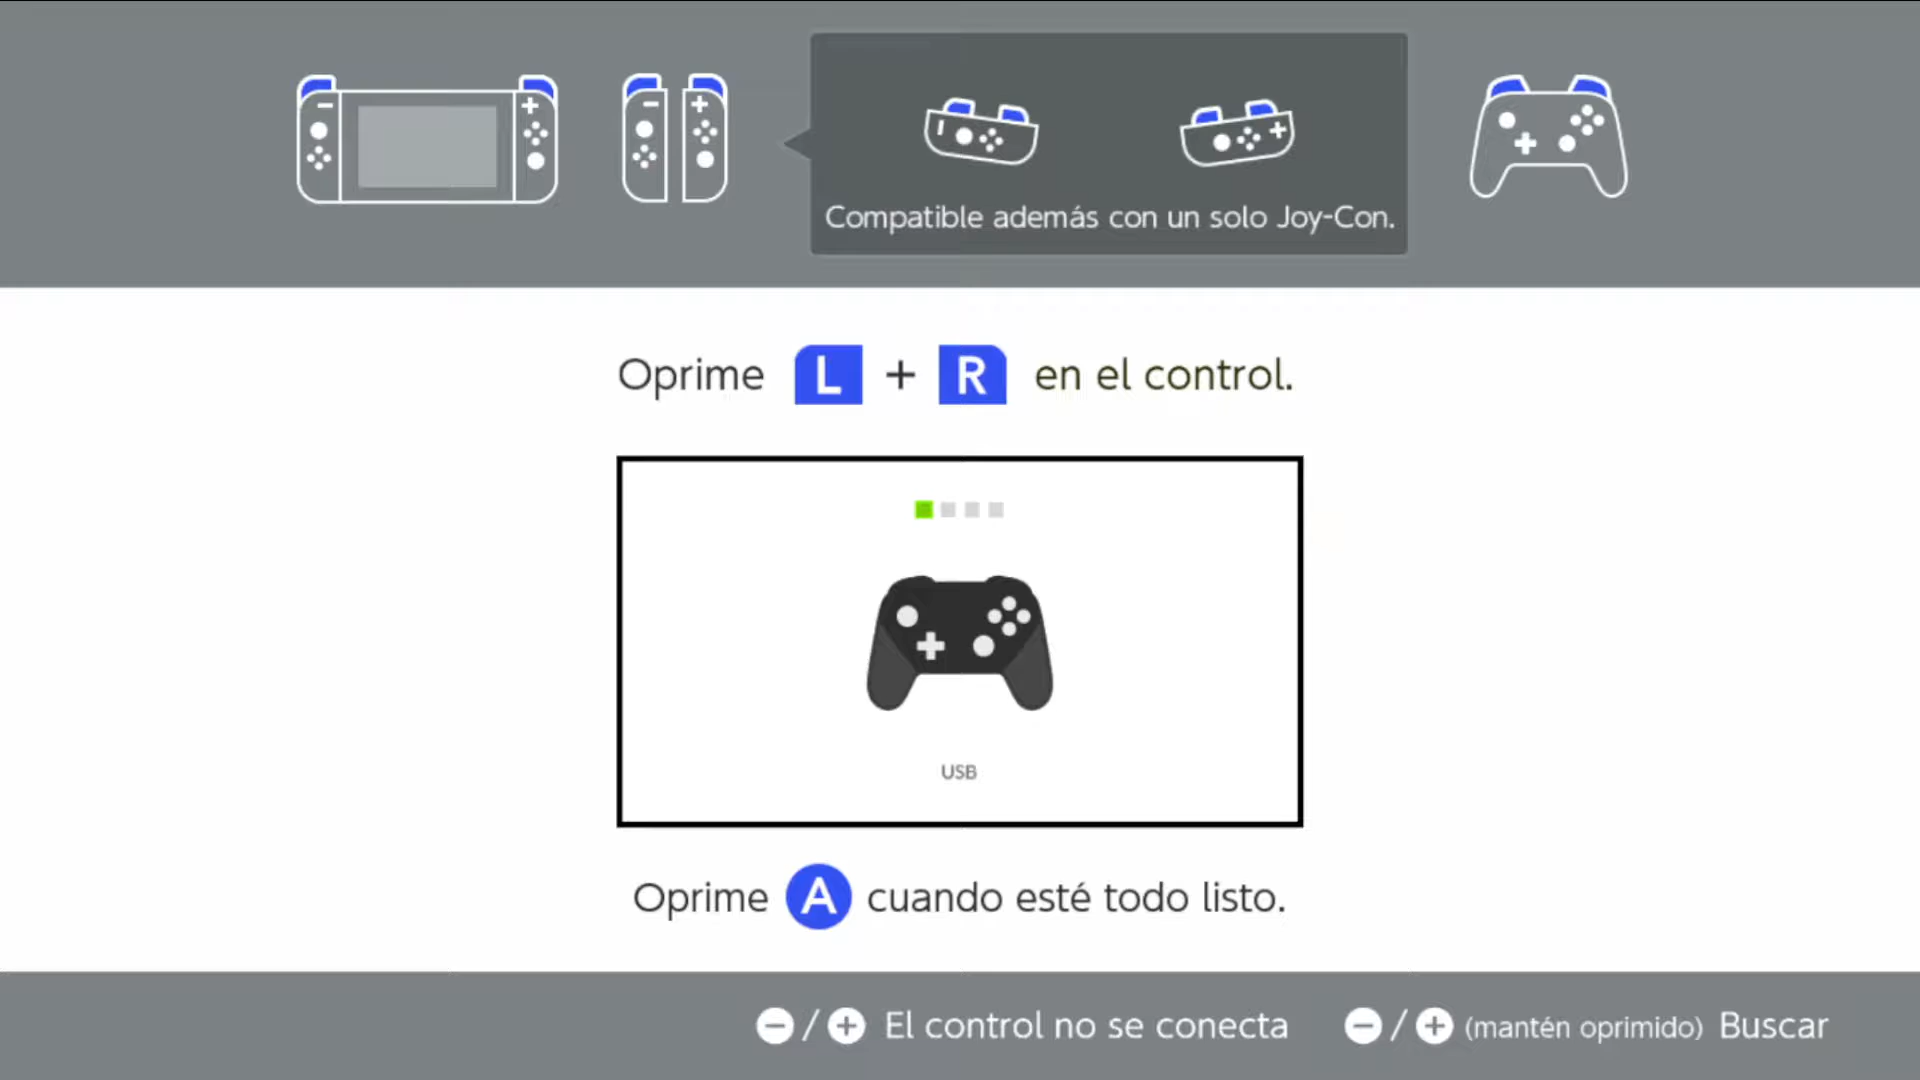 Compatible además con un solo Joy-Con.
Oprime L + R en el control.
USB
Oprime A cuando esté todo listo.
−/+ El control no se conecta −/+ (mantén oprimido) Buscar